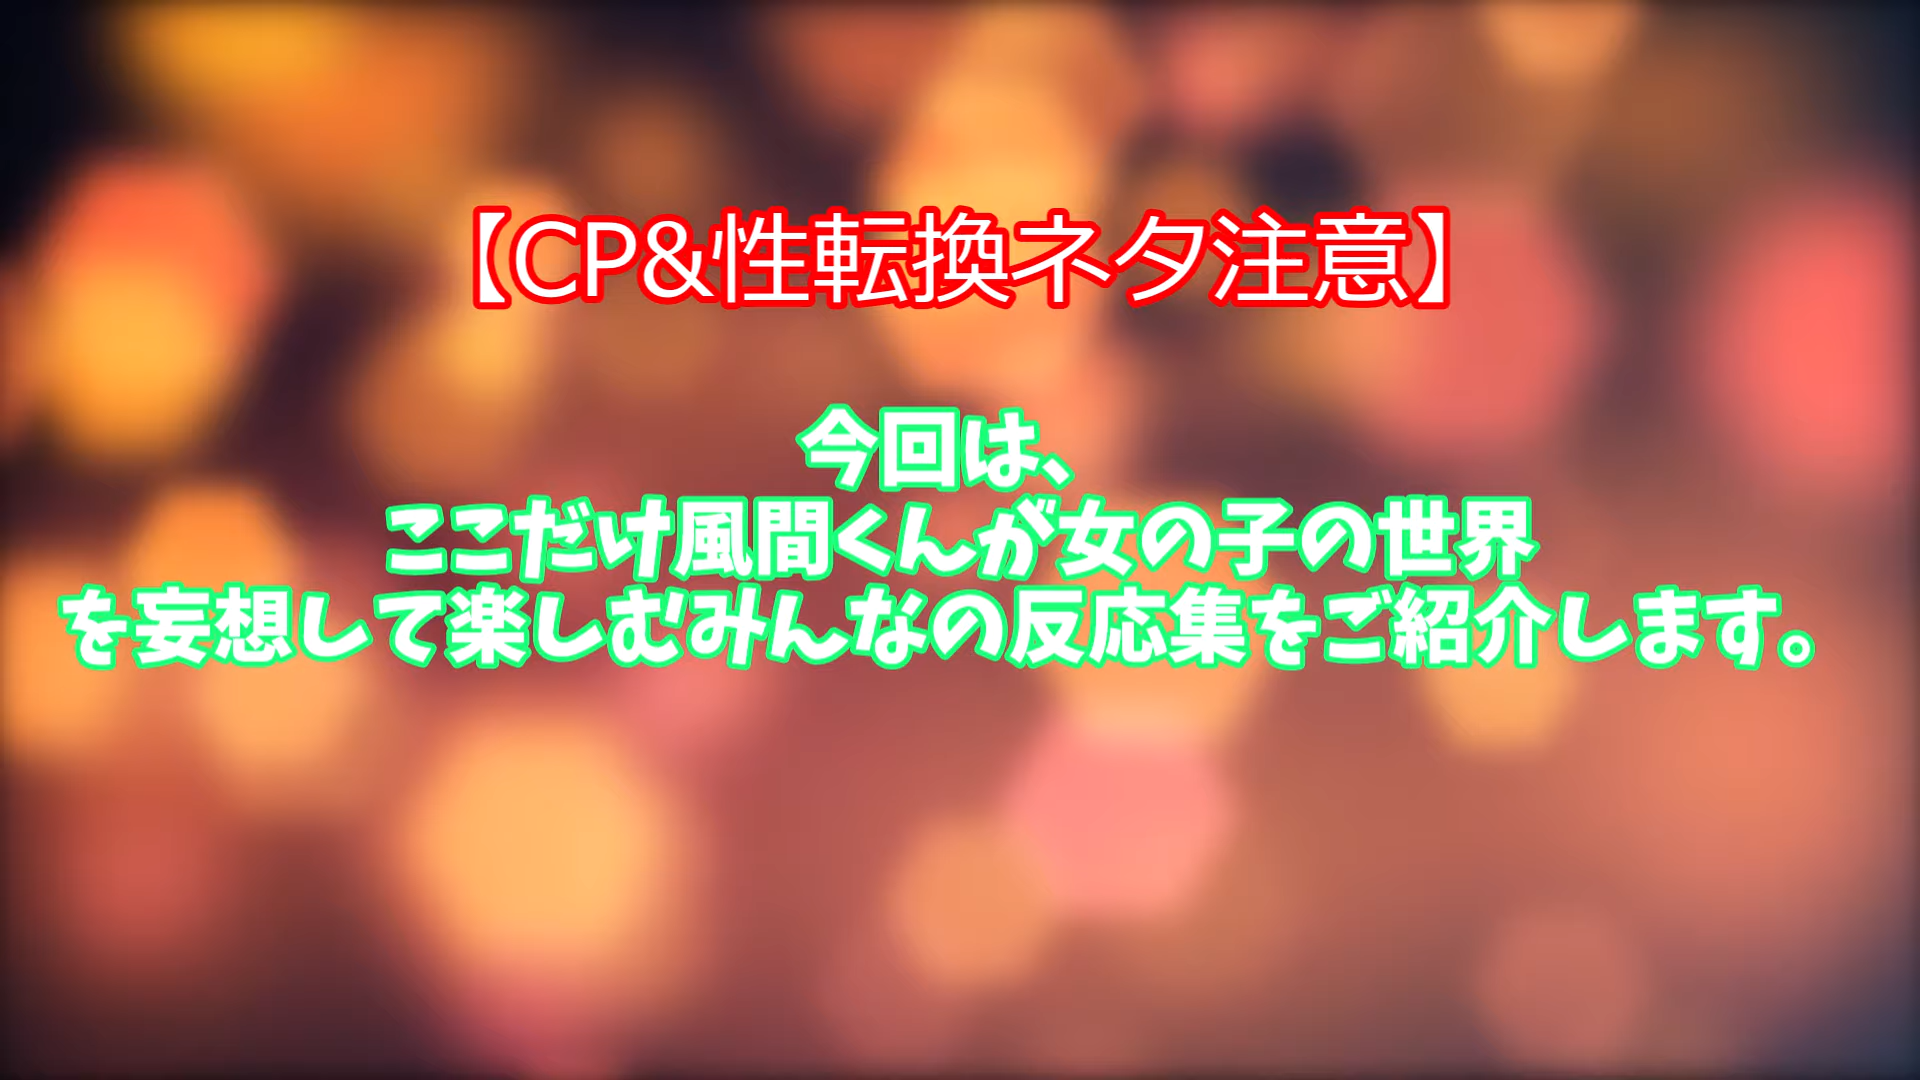 【CP&性転換ネタ注意】
今回は、
ここだけ風間くんが女の子の世界
を妄想して楽しむみんなの反応集をご紹介します。